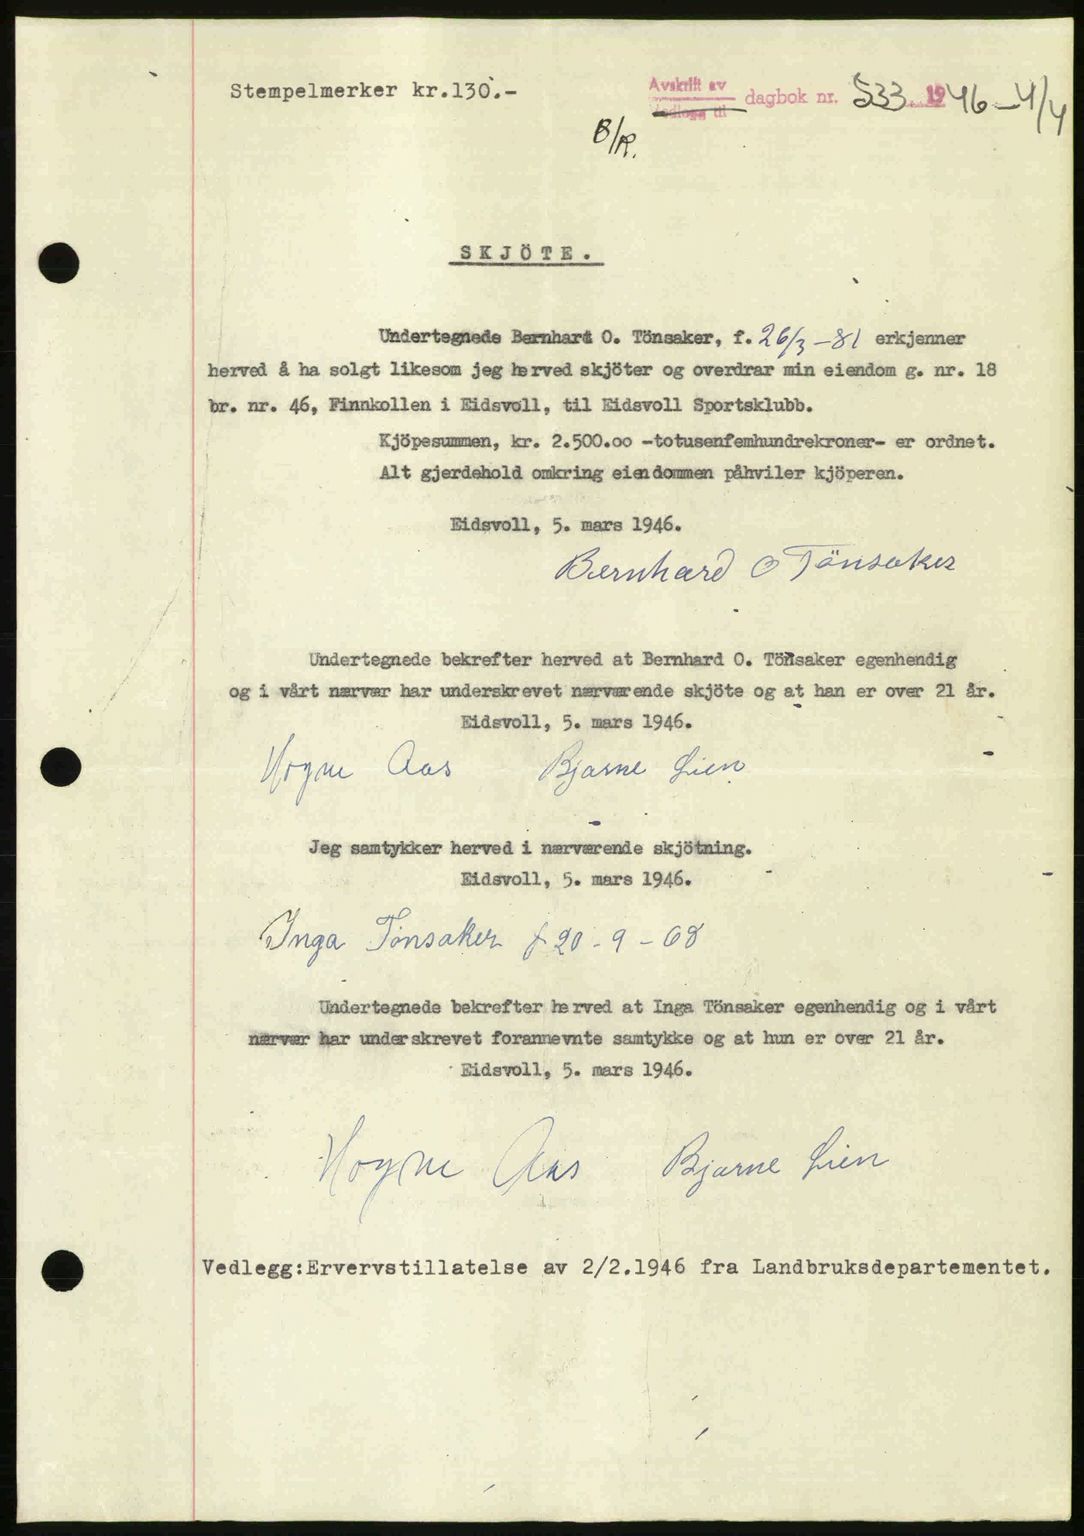 Stempelmerker kr.130.-
Avskrift av
Vedlegg til
dagbok nr. 533 1946-4/4
B/R.
SKJÖTE.
Undertegnede Bernhard O. Tönsaker, f. 26/3-81 erkjenner
herved å ha solgt likesom jeg herved skjöter og overdrar min eiendom g. nr. 18
br. nr. 46, Finnkollen i Eidsvoll, til Eidsvoll Sportsklubb.
Kjöpesummen, kr. 2.500.oo -totusenfemhundrekroner- er ordnet.
Alt gjerdehold omkring eiendommen påhviler kjöperen.
Eidsvoll, 5. mars 1946.
Bernhard O Tönsaker
Undertegnede bekrefter herved at Bernhard O. Tönsaker egenhendig
og i vårt nærvær har underskrevet nærværende skjöte og at han er over 21 år.
Eidsvoll, 5. mars 1946.
Hogne Aas Bjarne Lien
Jeg samtykker herved i nærværende skjötning.
Eidsvoll, 5. mars 1946.
Inga Tönsaker f 20-9-08
Undertegnede bekrefter herved at Inga Tönsaker egenhendig og i vårt
nærvær har underskrevet forannevnte samtykke og at hun er over 21 år.
Eidsvoll, 5. mars 1946.
Hogne Aas Bjarne Lien
Vedlegg:Ervervstillatelse av 2/2.1946 fra Landbruksdepartementet.